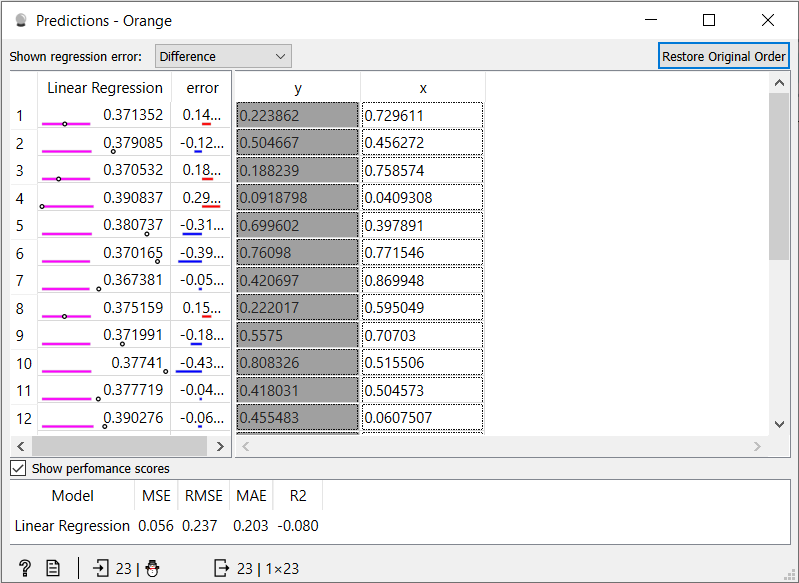 Predictions - Orange
Shown regression error: Difference Restore Original Order
Linear Regression error y x
1 0.371352 0.14... 0.223862 0.729611
2 0.379085 -0.12... 0.504667 0.456272
3 0.370532 0.18... 0.188239 0.758574
4 0.390837 0.29... 0.0918798 0.0409308
5 0.380737 -0.31... 0.699602 0.397891
6 0.370165 -0.39... 0.76098 0.771546
7 0.367381 -0.05... 0.420697 0.869948
8 0.375159 0.15... 0.222017 0.595049
9 0.371991 -0.18... 0.5575 0.70703
10 0.37741 -0.43... 0.808326 0.515506
11 0.377719 -0.04... 0.418031 0.504573
12 0.390276 -0.06... 0.455483 0.0607507
Show perfomance scores
Model MSE RMSE MAE R2
Linear Regression 0.056 0.237 0.203 -0.080
? 23 | 23 | 1×23